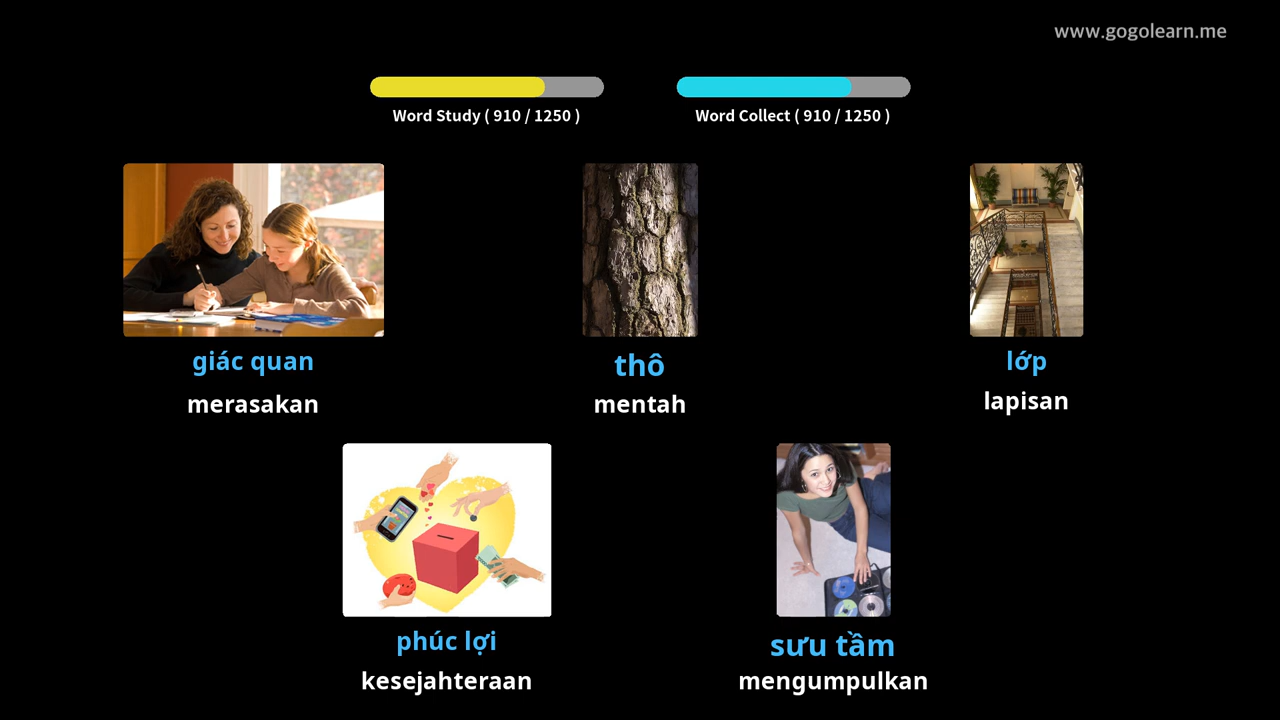 www.gogolearn.me
Word Study ( 910 / 1250 )
Word Collect ( 910 / 1250 )
giác quan
merasakan
thô
mentah
lớp
lapisan
phúc lợi
kesejahteraan
sưu tầm
mengumpulkan